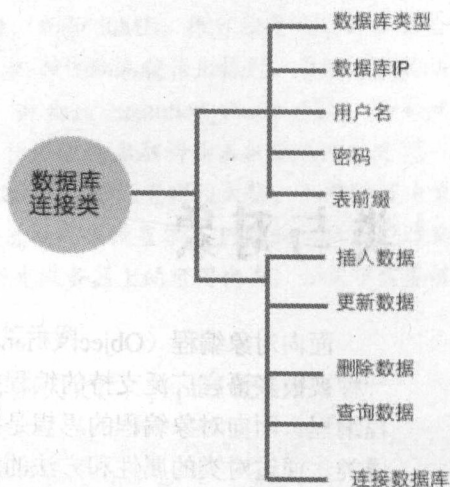 数据库类型
数据库IP
用户名
密码
表前缀
数据库
连接类
插入数据
更新数据
删除数据
查询数据
连接数据库